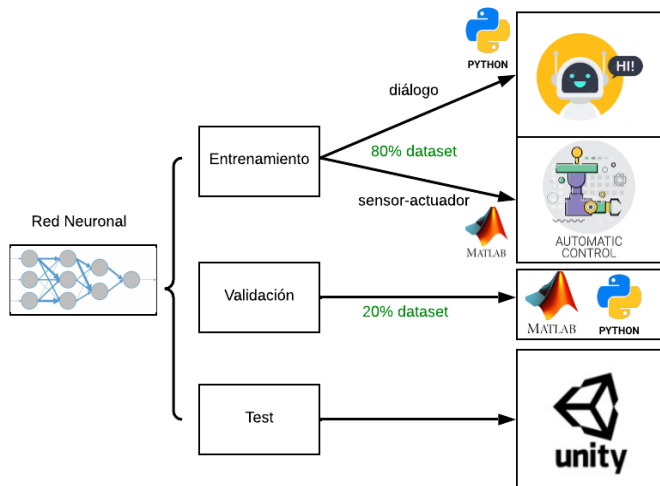 PYTHON
HI!
diálogo
Entrenamiento
80% dataset
sensor-actuador
MATLAB
AUTOMATIC
CONTROL
Red Neuronal
Validación
20% dataset
MATLAB
PYTHON
Test
unity